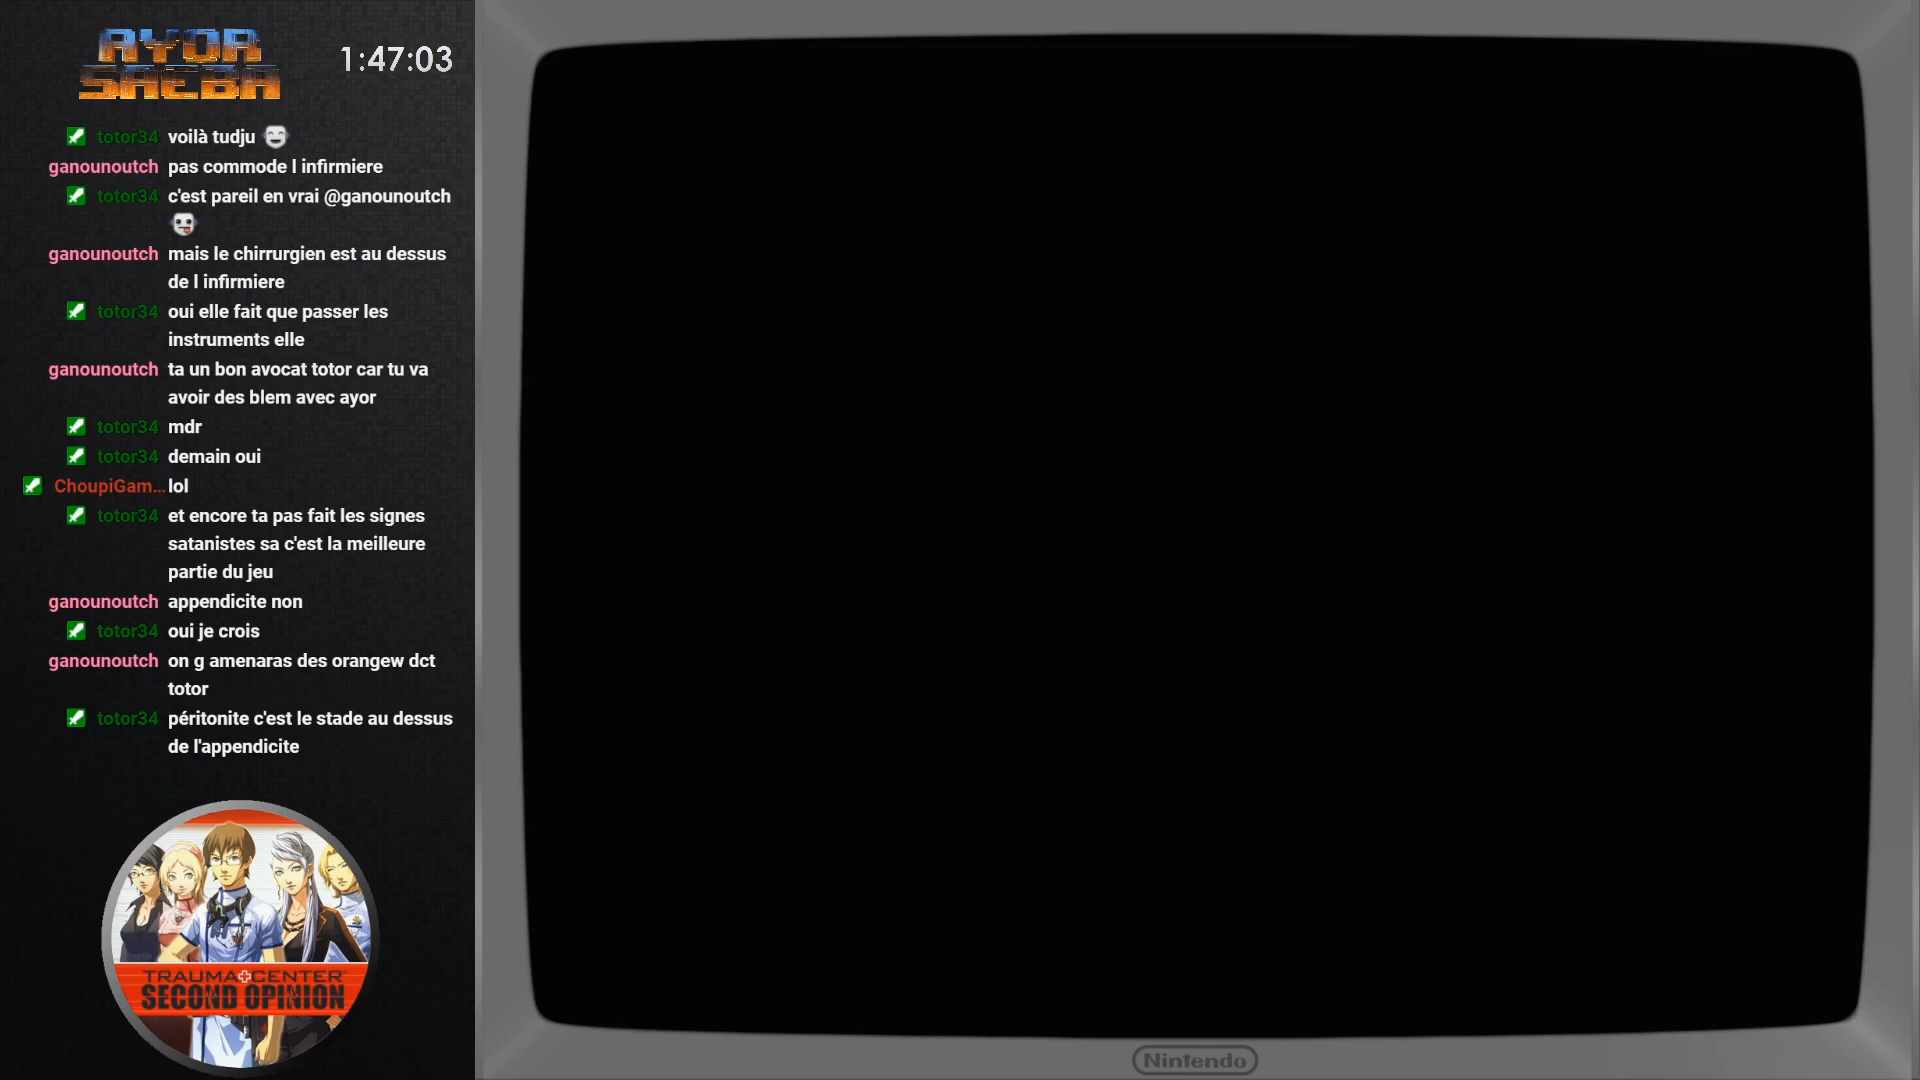 AYOR
SAEBA
1:47:03
totor34 voilà tudju
ganounoutch pas commode l infirmiere
totor34 c'est pareil en vrai @ganounoutch
ganounoutch mais le chirrurgien est au dessus
de l infirmiere
totor34 oui elle fait que passer les
instruments elle
ganounoutch ta un bon avocat totor car tu va
avoir des blem avec ayor
totor34 mdr
totor34 demain oui
ChoupiGam... lol
totor34 et encore ta pas fait les signes
satanistes sa c'est la meilleure
partie du jeu
ganounoutch appendicite non
totor34 oui je crois
ganounoutch on g amenaras des orangew dct
totor
totor34 péritonite c'est le stade au dessus
de l'appendicite
TRAUMA CENTER
SECOND OPINION
Nintendo